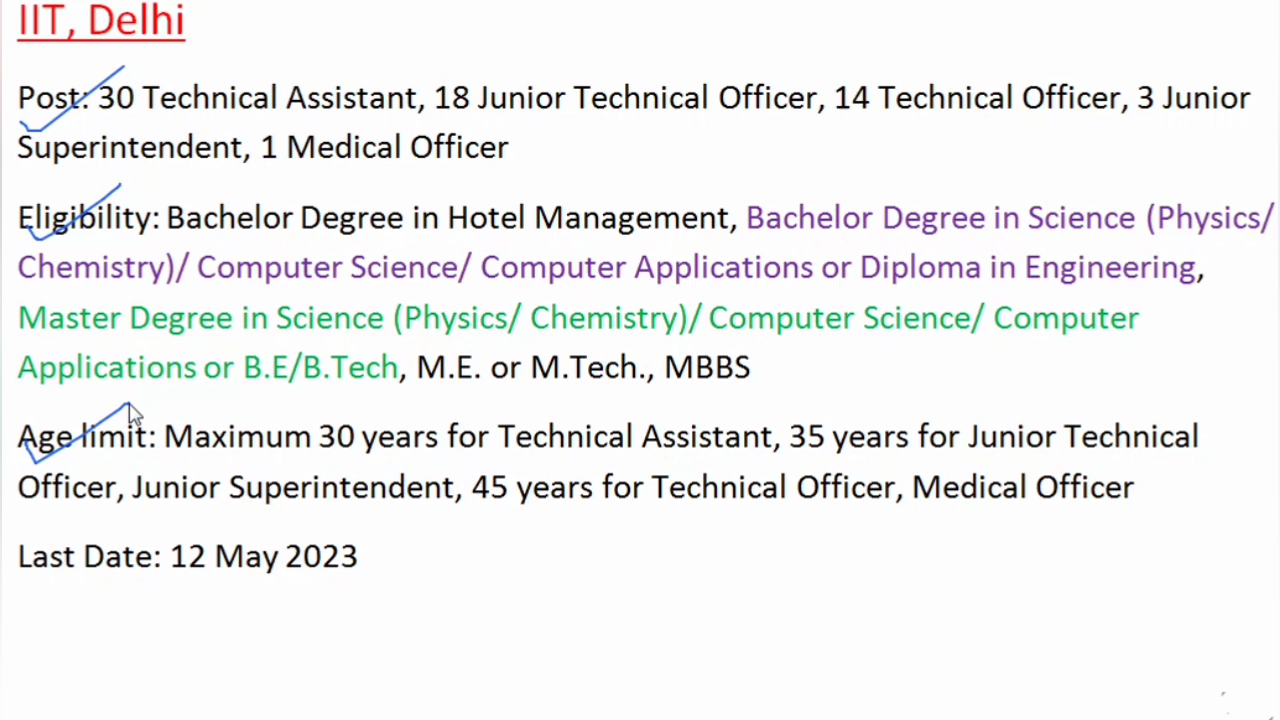 IIT, Delhi
Post: 30 Technical Assistant, 18 Junior Technical Officer, 14 Technical Officer, 3 Junior
Superintendent, 1 Medical Officer
Eligibility: Bachelor Degree in Hotel Management, Bachelor Degree in Science (Physics/
Chemistry)/ Computer Science/ Computer Applications or Diploma in Engineering,
Master Degree in Science (Physics/ Chemistry)/ Computer Science/ Computer
Applications or B.E/B.Tech, M.E. or M.Tech., MBBS
Age limit: Maximum 30 years for Technical Assistant, 35 years for Junior Technical
Officer, Junior Superintendent, 45 years for Technical Officer, Medical Officer
Last Date: 12 May 2023